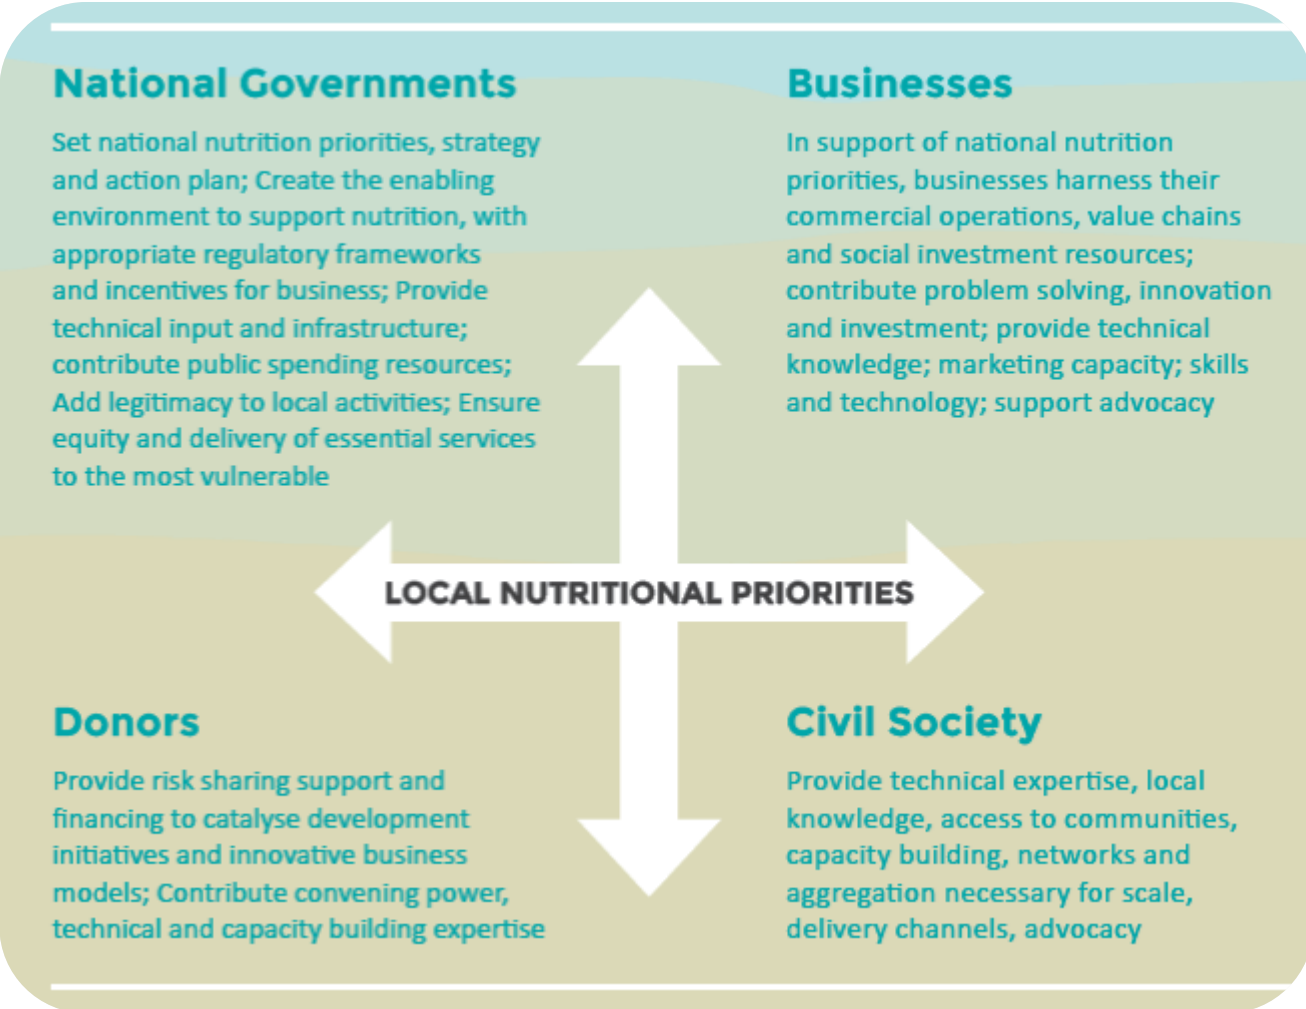 National Governments
Set national nutrition priorities, strategy
and action plan; Create the enabling
environment to support nutrition, with
appropriate regulatory frameworks
and incentives for business; Provide
technical input and infrastructure;
contribute public spending resources;
Add legitimacy to local activities; Ensure
equity and delivery of essential services
to the most vulnerable
Businesses
In support of national nutrition
priorities, businesses harness their
commercial operations, value chains
and social investment resources;
contribute problem solving, innovation
and investment; provide technical
knowledge; marketing capacity; skills
and technology; support advocacy
LOCAL NUTRITIONAL PRIORITIES
Donors
Provide risk sharing support and
financing to catalyse development
initiatives and innovative business
models; Contribute convening power,
technical and capacity building expertise
Civil Society
Provide technical expertise, local
knowledge, access to communities,
capacity building, networks and
aggregation necessary for scale,
delivery channels, advocacy